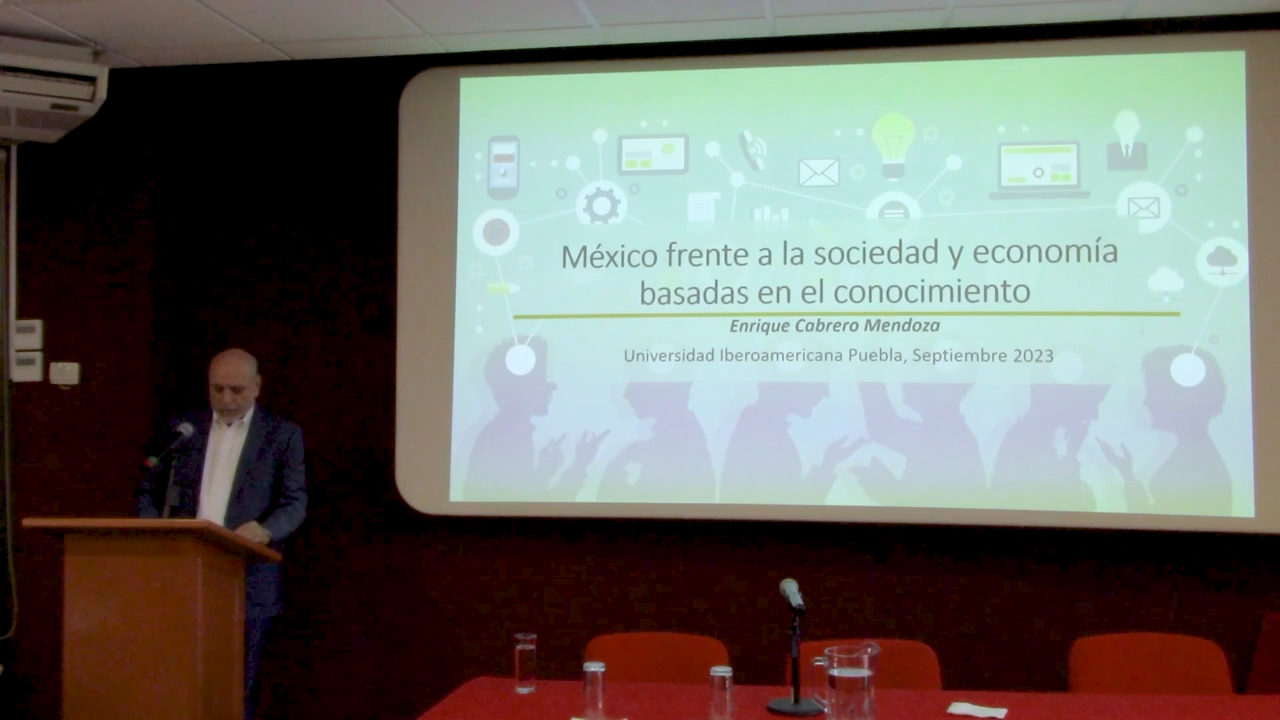 México frente a la sociedad y economía
basadas en el conocimiento
Enrique Cabrero Mendoza
Universidad Iberoamericana Puebla, Septiembre 2023